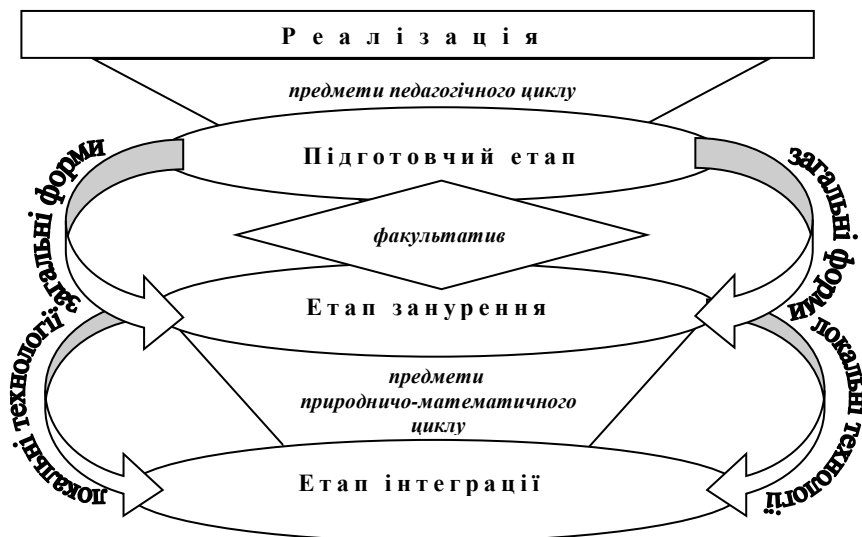 Реалізація
предмети педагогічного циклу
Підготовчий етап
загальні форми
загальні форми
факультатив
Етап занурення
локальні технології
локальні технології
предмети
природничо-математичного
циклу
Етап інтеграції